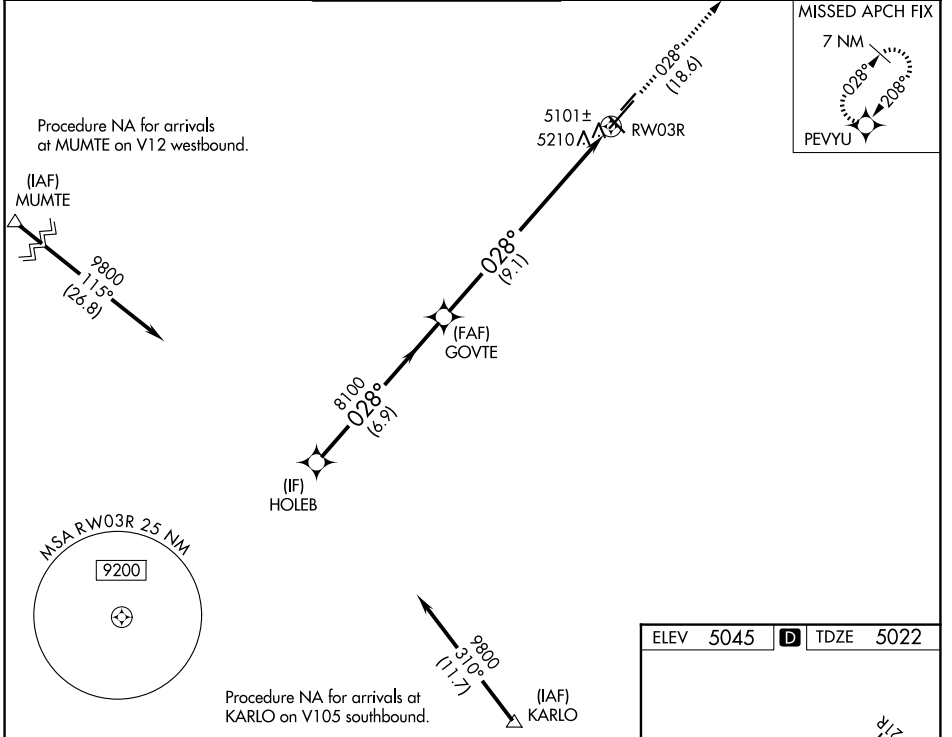 MISSED APCH FIX
7 NM
028°
208°
PEVYU
028°
(18.6)
5101±
5210
RW03R
Procedure NA for arrivals
at MUMTE on V12 westbound.
(IAF)
MUMTE
9800
115°
(26.8)
028°
(9.1)
(FAF)
GOVTE
8100
028°
(6.9)
(IF)
HOLEB
MSA RW03R 25 NM
9200
9800
310°
(11.7)
(IAF)
KARLO
Procedure NA for arrivals at
KARLO on V105 southbound.
ELEV 5045 D TDZE 5022
21R